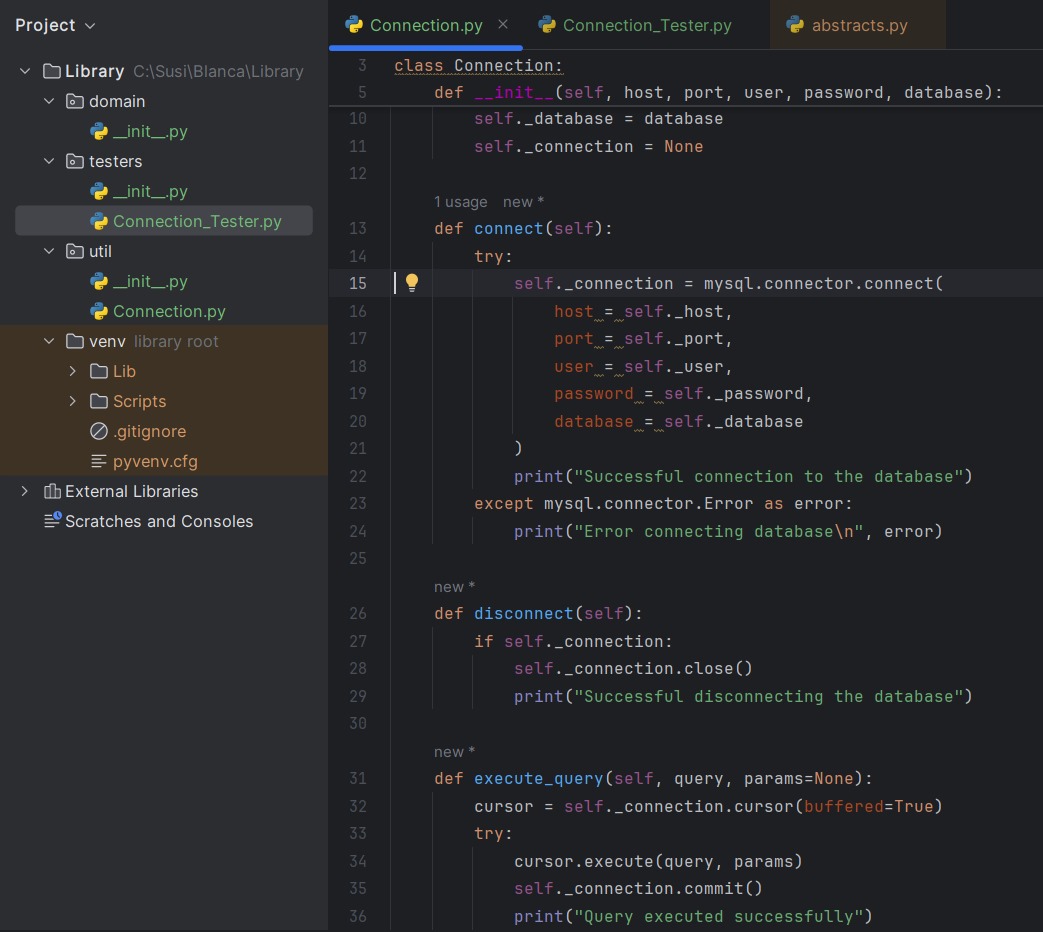 Project
Library C:\Susi\Blanca\Library
domain
__init__.py
testers
__init__.py
Connection_Tester.py
util
__init__.py
Connection.py
venv library root
Lib
Scripts
.gitignore
pyvenv.cfg
External Libraries
Scratches and Consoles
Connection.py Connection_Tester.py abstracts.py
3 class Connection:
5 def __init__(self, host, port, user, password, database):
10 self._database = database
11 self._connection = None
12
1 usage new *
13 def connect(self):
14 try:
15 self._connection = mysql.connector.connect(
16 host = self._host,
17 port = self._port,
18 user = self._user,
19 password = self._password,
20 database = self._database
21 )
22 print("Successful connection to the database")
23 except mysql.connector.Error as error:
24 print("Error connecting database\n", error)
25
new *
26 def disconnect(self):
27 if self._connection:
28 self._connection.close()
29 print("Successful disconnecting the database")
30
new *
31 def execute_query(self, query, params=None):
32 cursor = self._connection.cursor(buffered=True)
33 try:
34 cursor.execute(query, params)
35 self._connection.commit()
36 print("Query executed successfully")